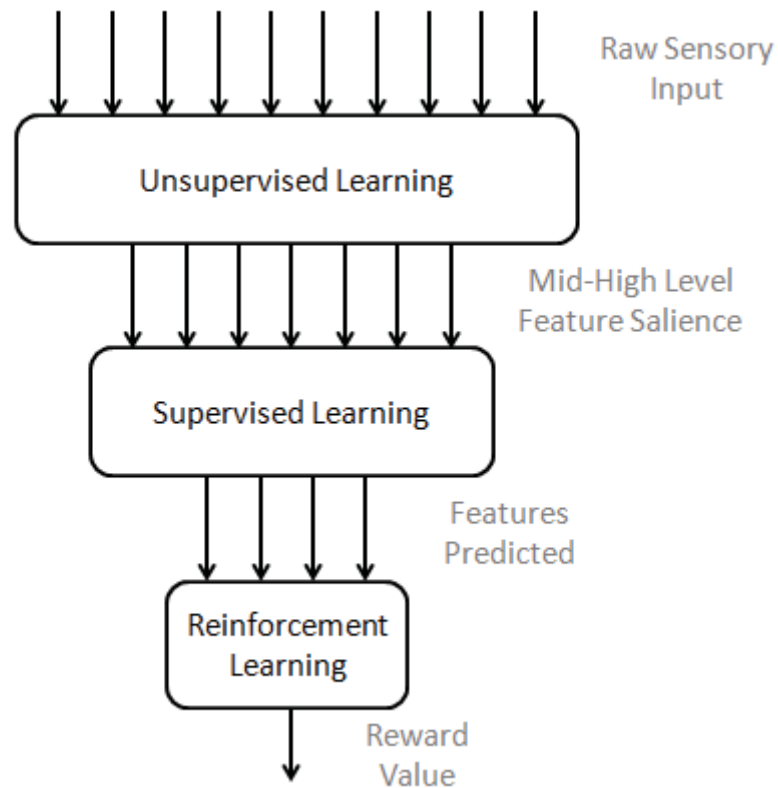 Raw Sensory
Input
Unsupervised Learning
Mid-High Level
Feature Salience
Supervised Learning
Features
Predicted
Reinforcement
Learning
Reward
Value